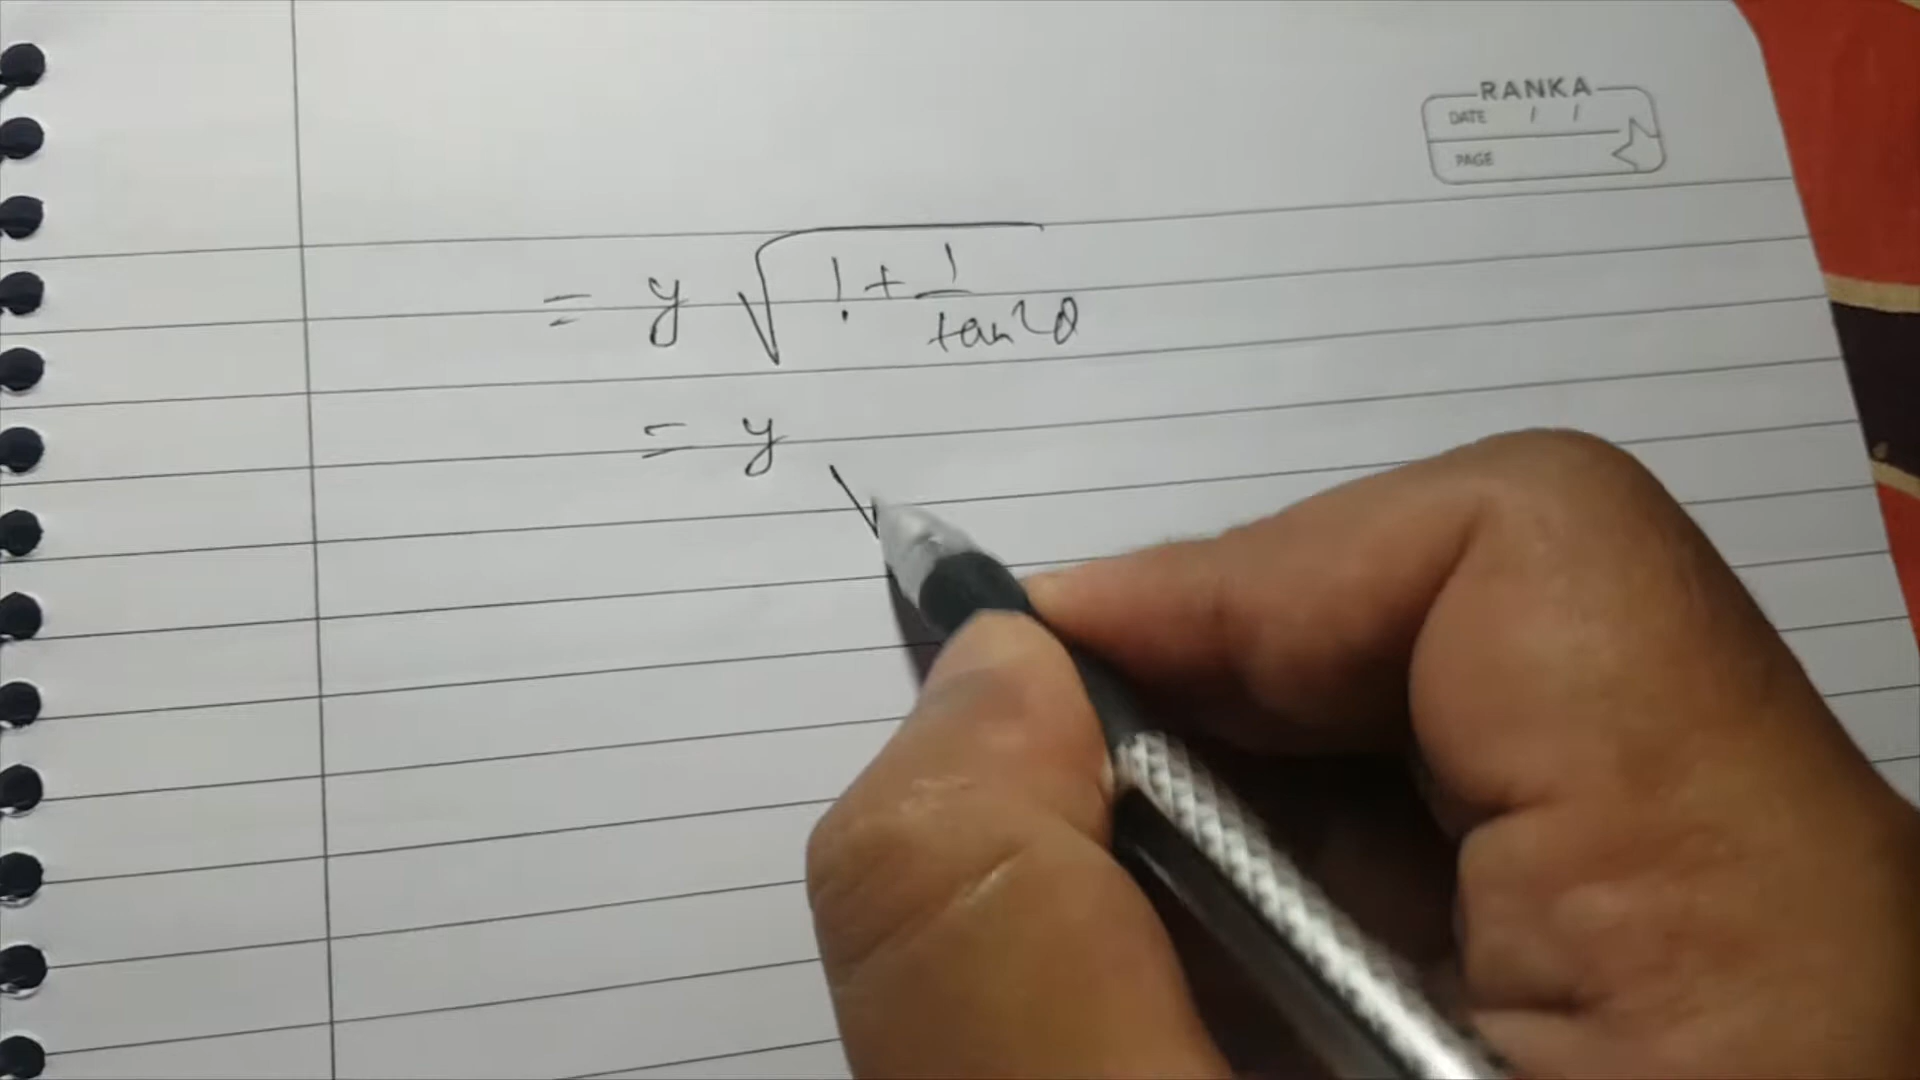 RANKA
DATE / /
PAGE
= y √(1 + 1/tan²θ)
= y